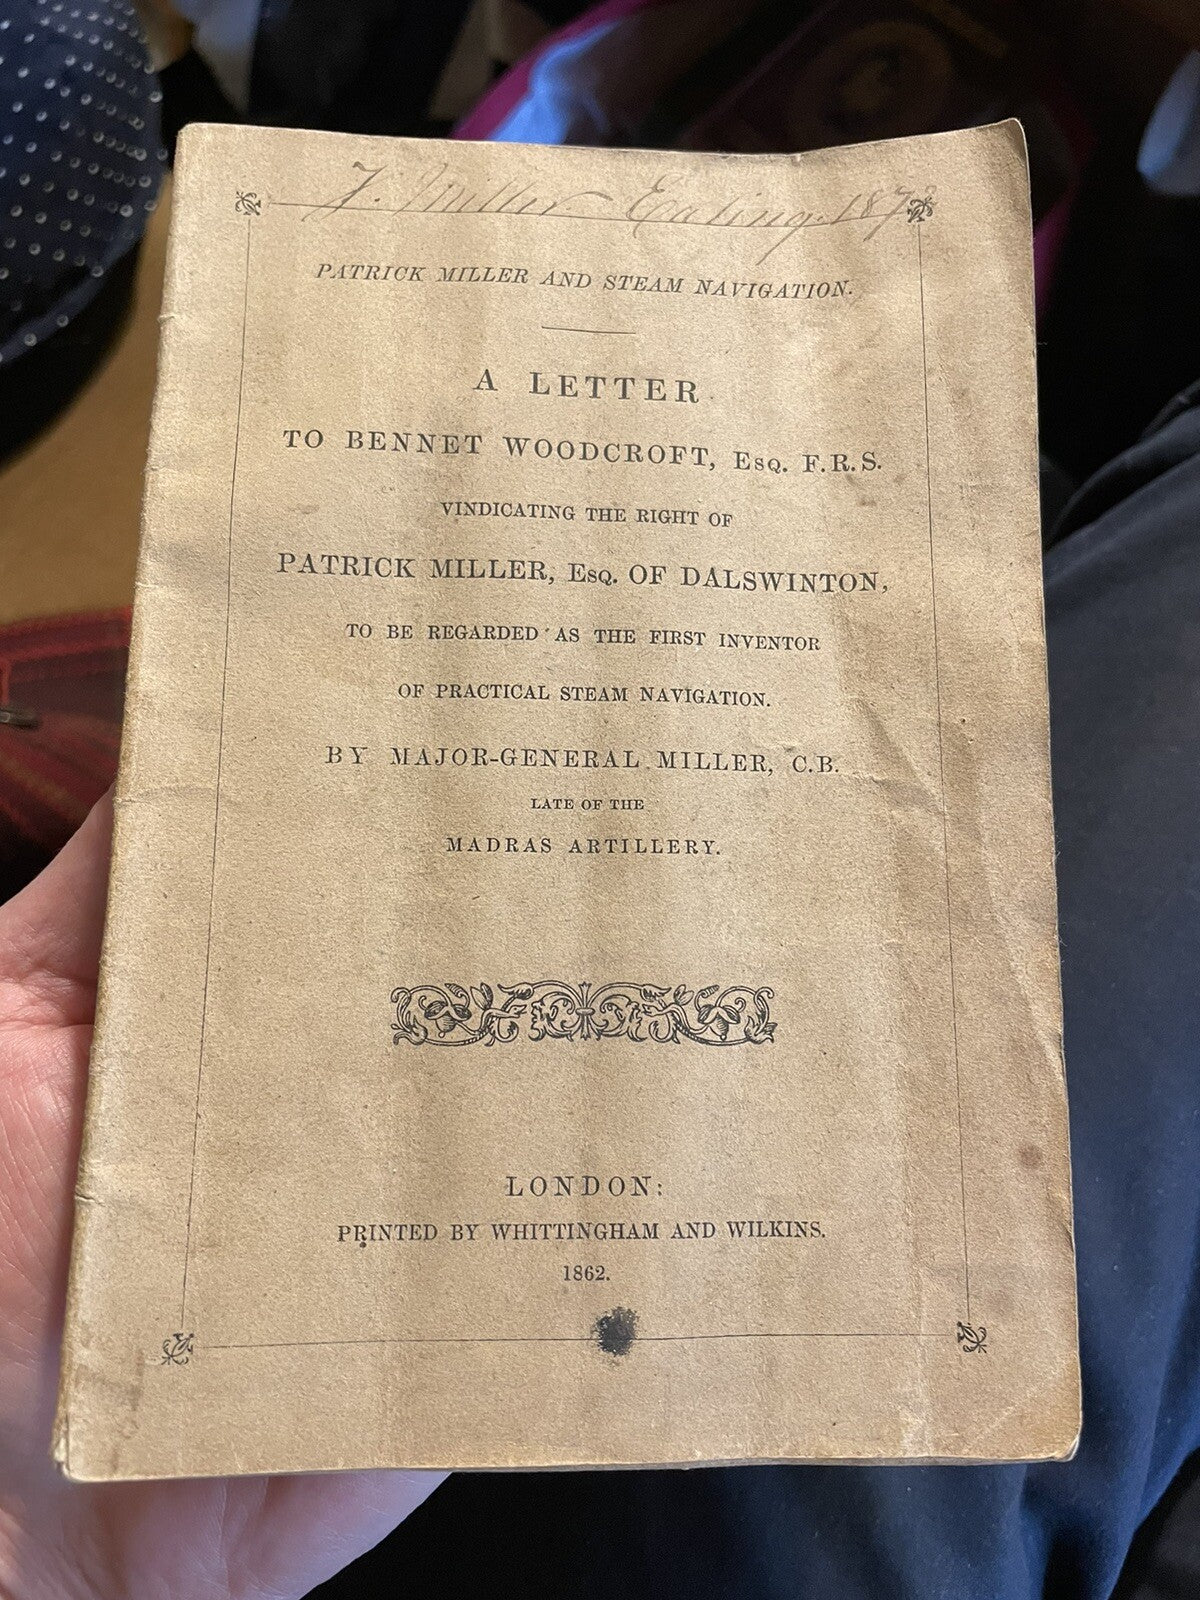 J. Miller Ealing. 187
PATRICK MILLER AND STEAM NAVIGATION.
A LETTER
TO BENNET WOODCROFT, Esq. F.R.S.
VINDICATING THE RIGHT OF
PATRICK MILLER, Esq. OF DALSWINTON,
TO BE REGARDED AS THE FIRST INVENTOR
OF PRACTICAL STEAM NAVIGATION.
BY MAJOR-GENERAL MILLER, C.B.
LATE OF THE
MADRAS ARTILLERY.
LONDON:
PRINTED BY WHITTINGHAM AND WILKINS.
1862.